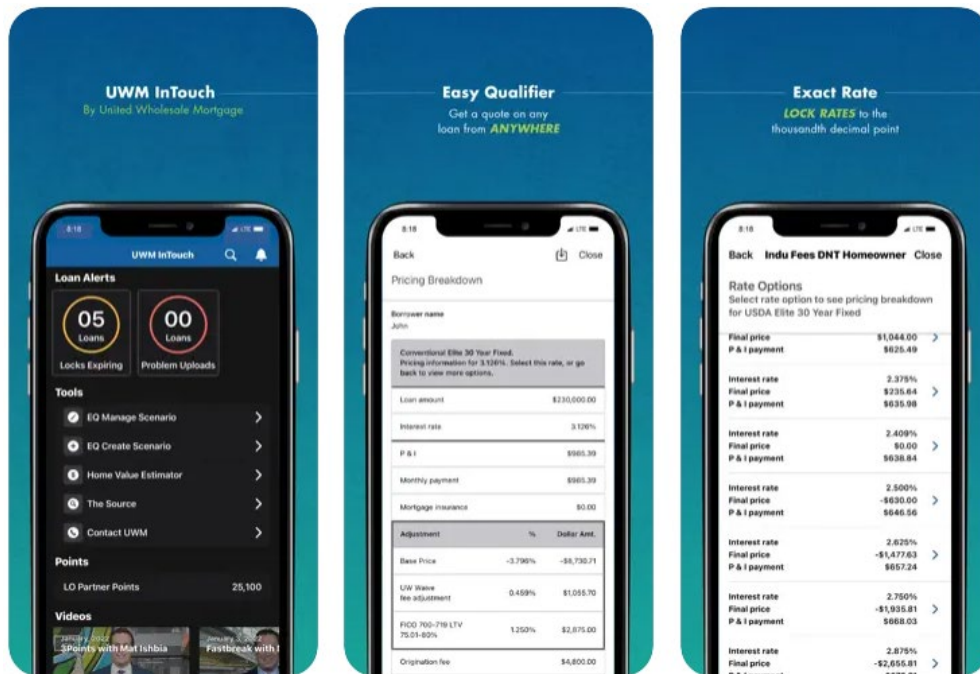 UWM InTouch
By United Wholesale Mortgage
8:18
LTE
UWM InTouch
Loan Alerts
05
Loans
Locks Expiring
00
Loans
Problem Uploads
Tools
EQ Manage Scenario
EQ Create Scenario
Home Value Estimator
The Source
Contact UWM
Points
LO Partner Points 25,100
Videos
January, 2022
3Points with Mat Ishbia
Fastbreak with
Easy Qualifier
Get a quote on any
loan from ANYWHERE
8:18
LTE
Back Close
Pricing Breakdown
Borrower name
John
Conventional Elite 30 Year Fixed.
Pricing information for 3.126%. Select this rate, or go
back to view more options.
Loan amount $230,000.00
Interest rate 3.126%
P & I $985.39
Monthly payment $985.39
Mortgage insurance $0.00
Adjustment % Dollar Amt.
Base Price -3.796% -$8,730.71
UW Waive
fee adjustment 0.459% $1,055.70
FICO 700-719 LTV
75.01-80% 1.250% $2,875.00
Origination fee $4,800.00
Exact Rate
LOCK RATES to the
thousandth decimal point
8:18
LTE
Back Indu Fees DNT Homeowner Close
Rate Options
Select rate option to see pricing breakdown
for USDA Elite 30 Year Fixed
Final price $1,044.00
P & I payment $625.49
Interest rate 2.375%
Final price $235.64
P & I payment $635.98
Interest rate 2.409%
Final price $0.00
P & I payment $638.84
Interest rate 2.500%
Final price -$630.00
P & I payment $646.56
Interest rate 2.625%
Final price -$1,477.63
P & I payment $657.24
Interest rate 2.750%
Final price -$1,935.81
P & I payment $668.03
Interest rate 2.875%
Final price -$2,655.81